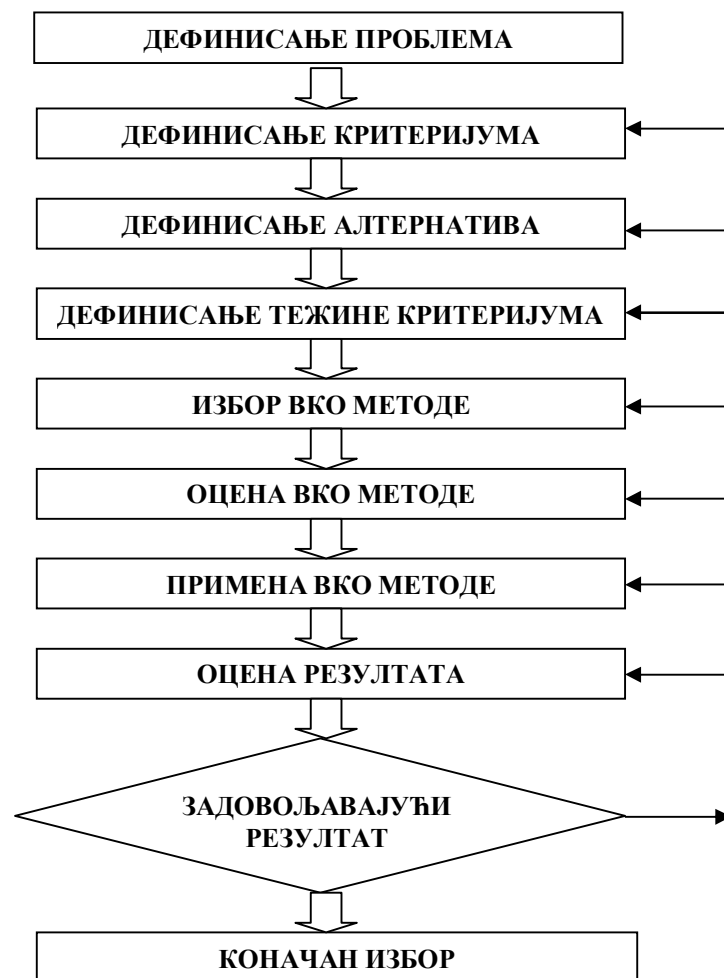 ДЕФИНИСАЊЕ ПРОБЛЕМА
ДЕФИНИСАЊЕ КРИТЕРИЈУМА
ДЕФИНИСАЊЕ АЛТЕРНАТИВА
ДЕФИНИСАЊЕ ТЕЖИНЕ КРИТЕРИЈУМА
ИЗБОР ВКО МЕТОДЕ
ОЦЕНА ВКО МЕТОДЕ
ПРИМЕНА ВКО МЕТОДЕ
ОЦЕНА РЕЗУЛТАТА
ЗАДОВОЉАВАЈУЋИ
РЕЗУЛТАТ
КОНАЧАН ИЗБОР